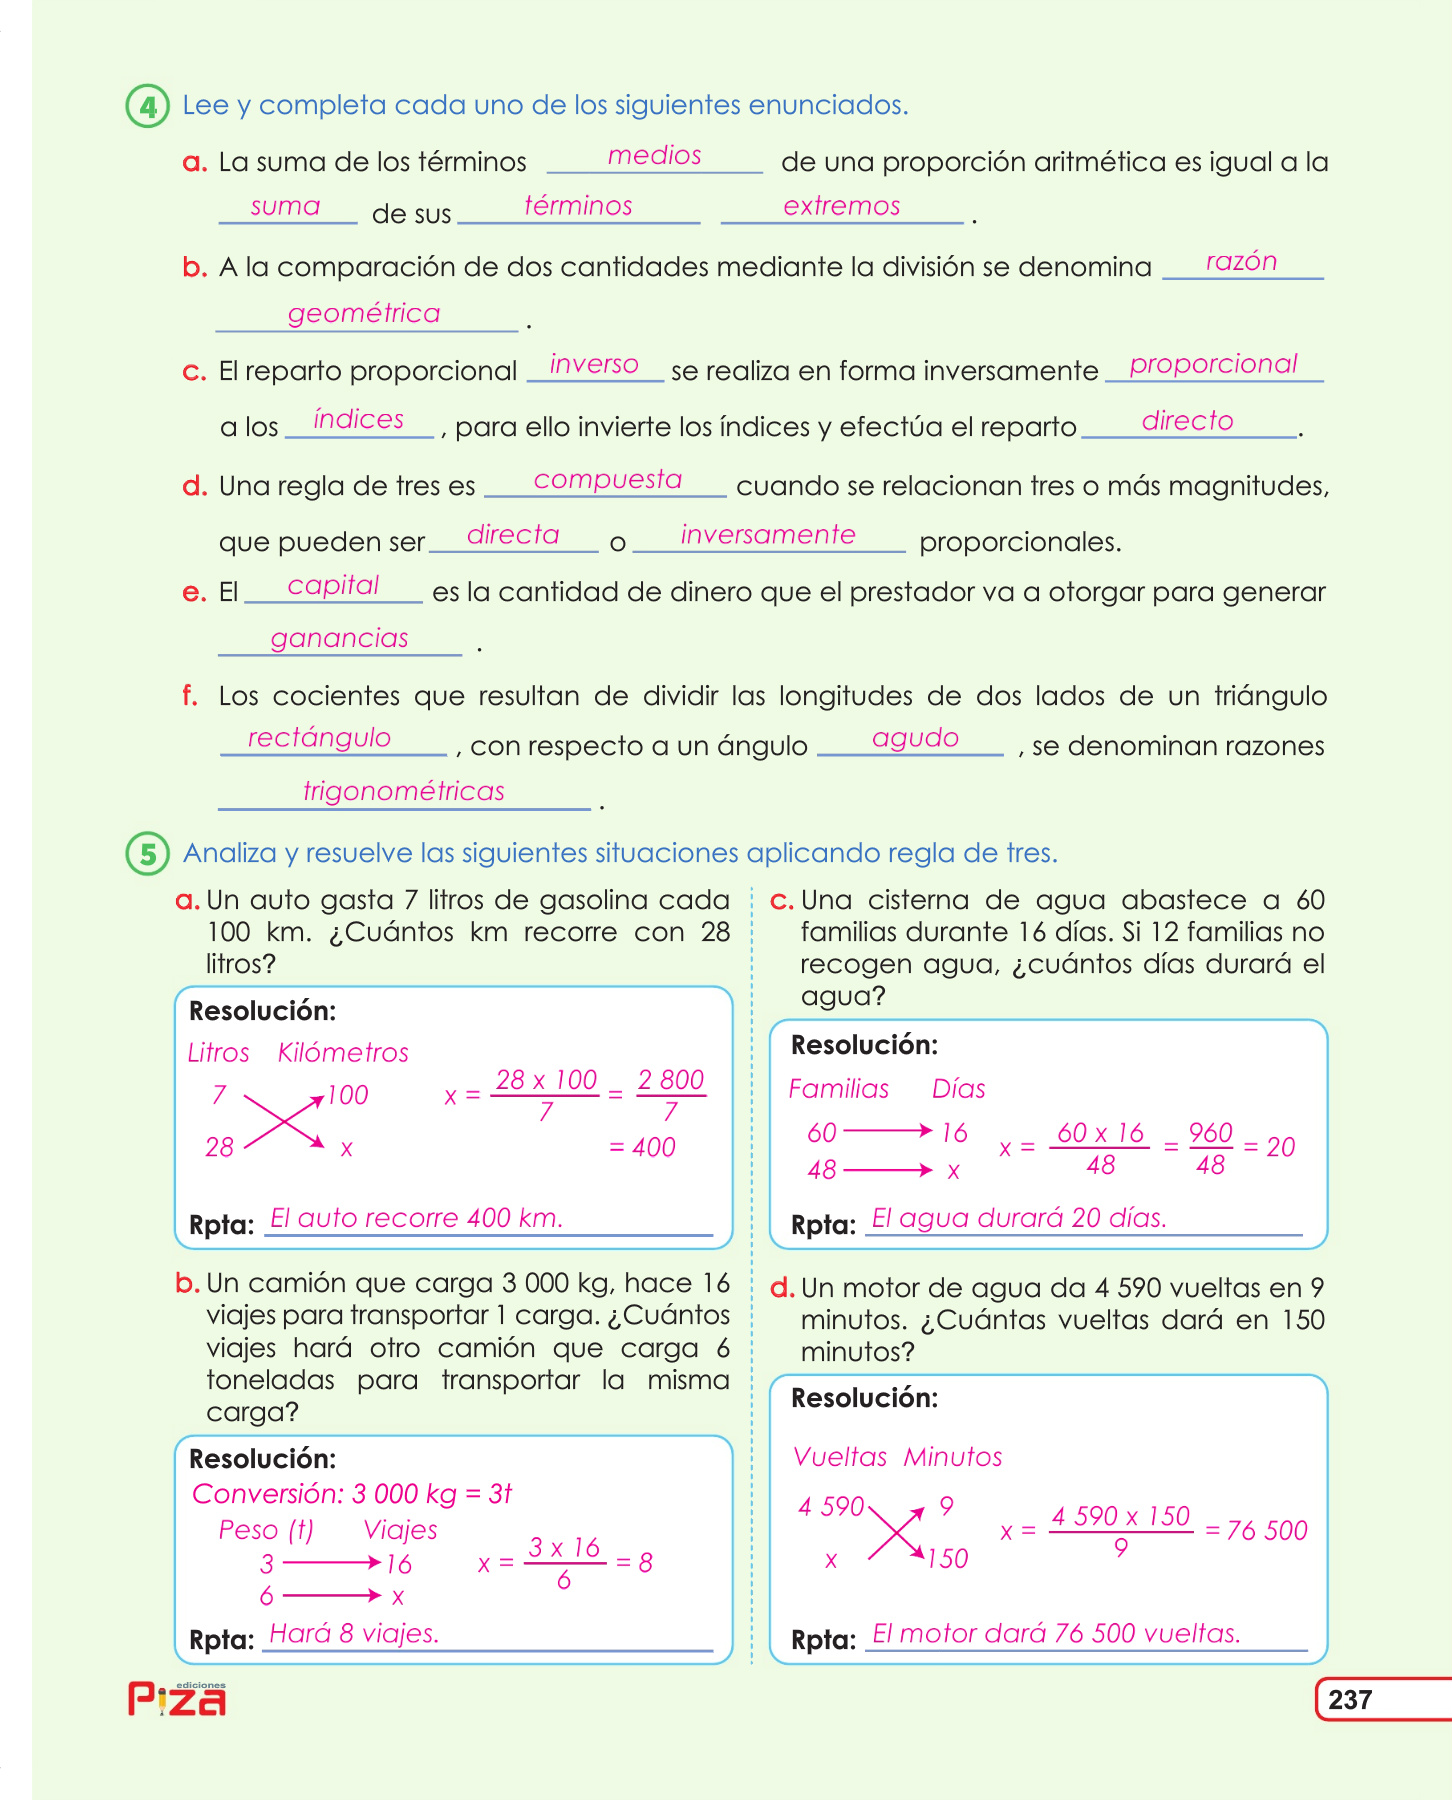 4 Lee y completa cada uno de los siguientes enunciados.
a. La suma de los términos medios de una proporción aritmética es igual a la
suma de sus términos extremos .
b. A la comparación de dos cantidades mediante la división se denomina razón
geométrica .
c. El reparto proporcional inverso se realiza en forma inversamente proporcional
a los índices , para ello invierte los índices y efectúa el reparto directo .
d. Una regla de tres es compuesta cuando se relacionan tres o más magnitudes,
que pueden ser directa o inversamente proporcionales.
e. El capital es la cantidad de dinero que el prestador va a otorgar para generar
ganancias .
f. Los cocientes que resultan de dividir las longitudes de dos lados de un triángulo
rectángulo , con respecto a un ángulo agudo , se denominan razones
trigonométricas .
5 Analiza y resuelve las siguientes situaciones aplicando regla de tres.
a. Un auto gasta 7 litros de gasolina cada
100 km. ¿Cuántos km recorre con 28
litros?
Resolución:
Litros Kilómetros
7 100 x = 28 x 100 / 7 = 2 800 / 7
28 x = 400
Rpta: El auto recorre 400 km.
b. Un camión que carga 3 000 kg, hace 16
viajes para transportar 1 carga. ¿Cuántos
viajes hará otro camión que carga 6
toneladas para transportar la misma
carga?
Resolución:
Conversión: 3 000 kg = 3t
Peso (t) Viajes
3 16 x = 3 x 16 / 6 = 8
6 x
Rpta: Hará 8 viajes.
c. Una cisterna de agua abastece a 60
familias durante 16 días. Si 12 familias no
recogen agua, ¿cuántos días durará el
agua?
Resolución:
Familias Días
60 16 x = 60 x 16 / 48 = 960 / 48 = 20
48 x
Rpta: El agua durará 20 días.
d. Un motor de agua da 4 590 vueltas en 9
minutos. ¿Cuántas vueltas dará en 150
minutos?
Resolución:
Vueltas Minutos
4 590 9 x = 4 590 x 150 / 9 = 76 500
x 150
Rpta: El motor dará 76 500 vueltas.
ediciones
Piza
237